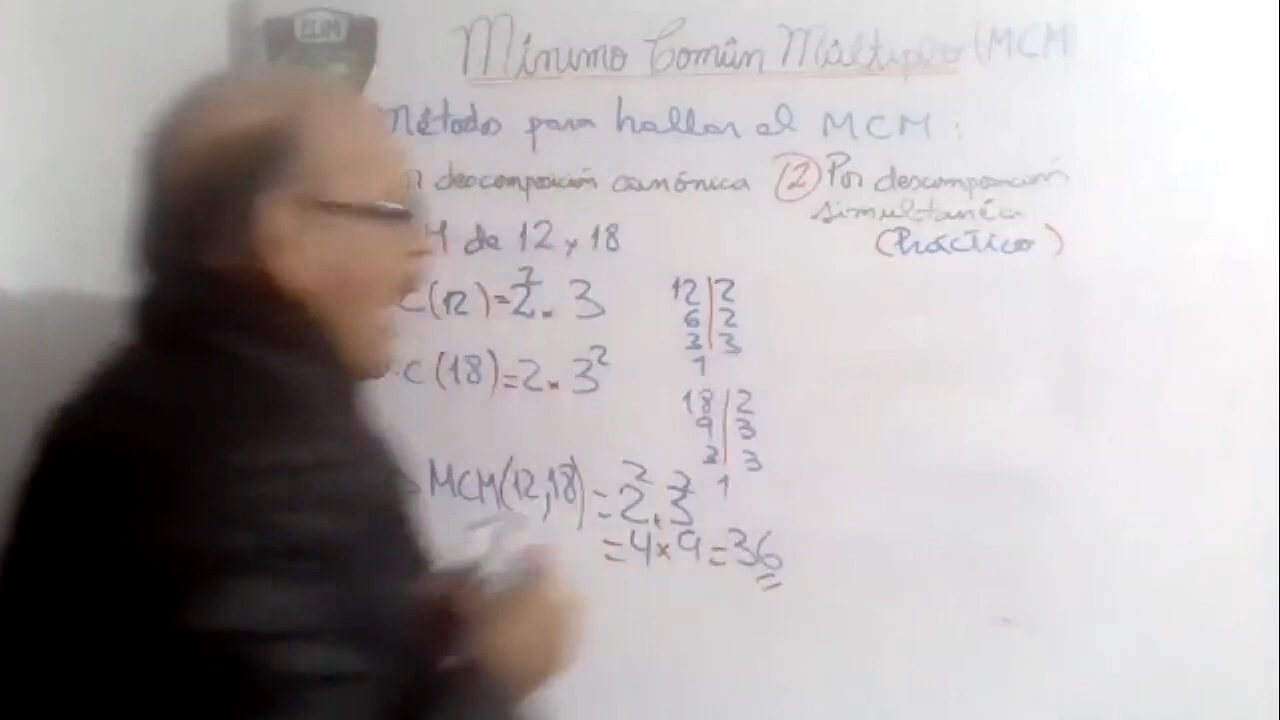 Mínimo Común Múltiplo (MCM)
Métodos para hallar el MCM:
descomposición canónica
② Por descomposición
simultanéa
(Práctico)
de 12 y 18
C(12)=2². 3
C(18)=2. 3²
12|2
6|2
3|3
1
18|2
9|3
3|3
1
MCM(12,18)=2².3²
=4×9=36